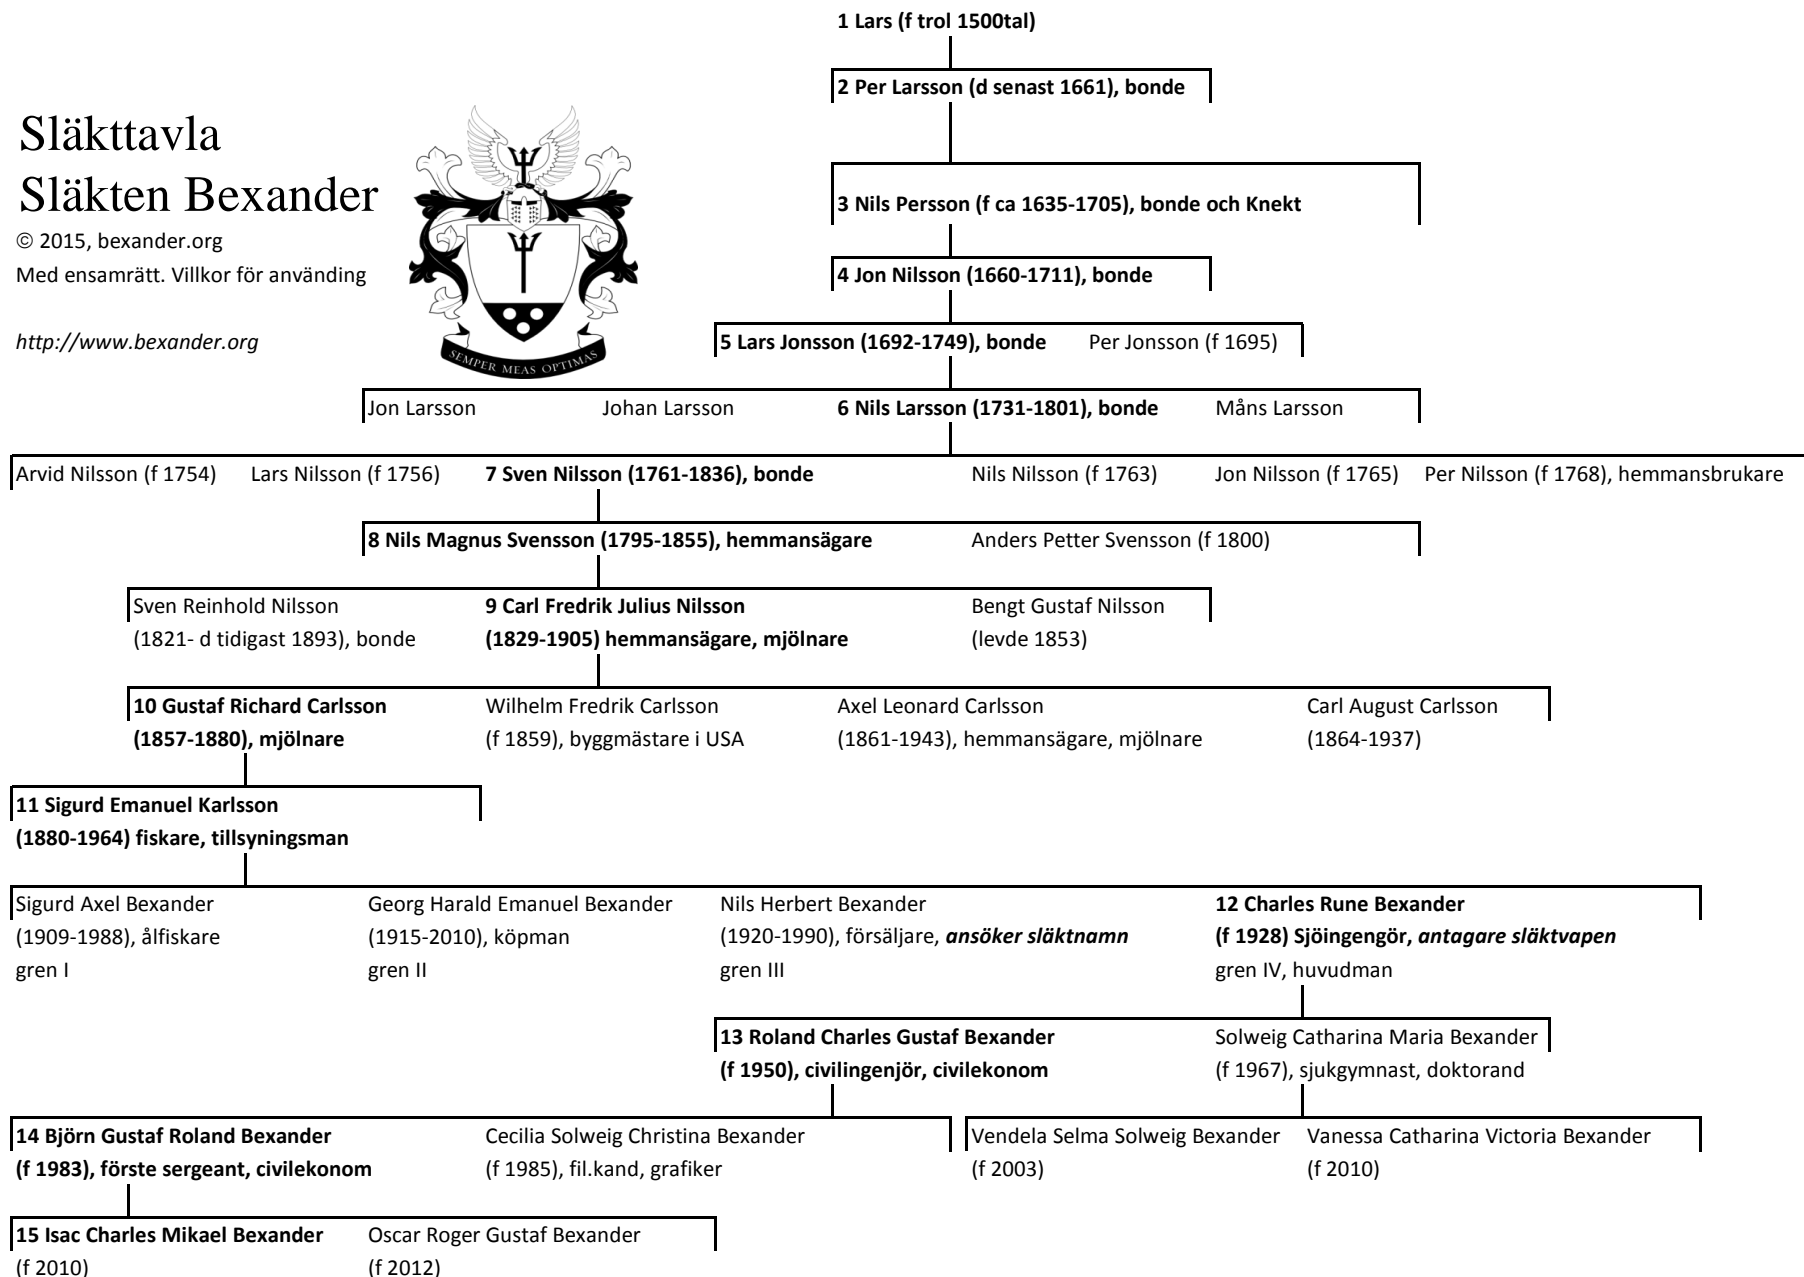 1 Lars (f trol 1500tal)
2 Per Larsson (d senast 1661), bonde
Släkttavla
Släkten Bexander
© 2015, bexander.org
Med ensamrätt. Villkor för använding
http://www.bexander.org
SEMPER MEAS OPTIMAS
3 Nils Persson (f ca 1635-1705), bonde och Knekt
4 Jon Nilsson (1660-1711), bonde
5 Lars Jonsson (1692-1749), bonde Per Jonsson (f 1695)
Jon Larsson Johan Larsson 6 Nils Larsson (1731-1801), bonde Måns Larsson
Arvid Nilsson (f 1754) Lars Nilsson (f 1756) 7 Sven Nilsson (1761-1836), bonde Nils Nilsson (f 1763) Jon Nilsson (f 1765) Per Nilsson (f 1768), hemmansbrukare
8 Nils Magnus Svensson (1795-1855), hemmansägare Anders Petter Svensson (f 1800)
Sven Reinhold Nilsson
(1821- d tidigast 1893), bonde
9 Carl Fredrik Julius Nilsson
(1829-1905) hemmansägare, mjölnare
Bengt Gustaf Nilsson
(levde 1853)
10 Gustaf Richard Carlsson
(1857-1880), mjölnare
Wilhelm Fredrik Carlsson
(f 1859), byggmästare i USA
Axel Leonard Carlsson
(1861-1943), hemmansägare, mjölnare
Carl August Carlsson
(1864-1937)
11 Sigurd Emanuel Karlsson
(1880-1964) fiskare, tillsyningsman
Sigurd Axel Bexander
(1909-1988), ålfiskare
gren I
Georg Harald Emanuel Bexander
(1915-2010), köpman
gren II
Nils Herbert Bexander
(1920-1990), försäljare, ansöker släktnamn
gren III
12 Charles Rune Bexander
(f 1928) Sjöingengör, antagare släktvapen
gren IV, huvudman
13 Roland Charles Gustaf Bexander
(f 1950), civilingenjör, civilekonom
Solweig Catharina Maria Bexander
(f 1967), sjukgymnast, doktorand
14 Björn Gustaf Roland Bexander
(f 1983), förste sergeant, civilekonom
Cecilia Solweig Christina Bexander
(f 1985), fil.kand, grafiker
Vendela Selma Solweig Bexander
(f 2003)
Vanessa Catharina Victoria Bexander
(f 2010)
15 Isac Charles Mikael Bexander
(f 2010)
Oscar Roger Gustaf Bexander
(f 2012)